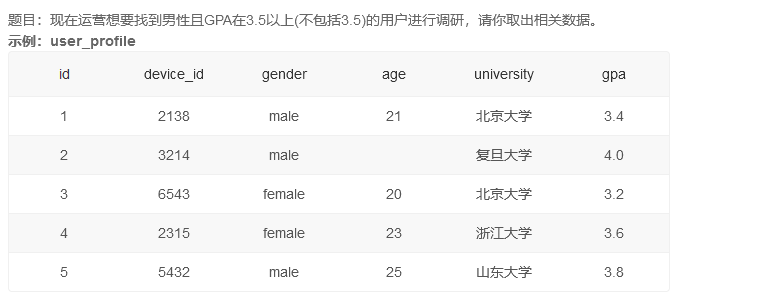 题目：现在运营想要找到男性且GPA在3.5以上(不包括3.5)的用户进行调研，请你取出相关数据。
示例：user_profile
id device_id gender age university gpa
1 2138 male 21 北京大学 3.4
2 3214 male 复旦大学 4.0
3 6543 female 20 北京大学 3.2
4 2315 female 23 浙江大学 3.6
5 5432 male 25 山东大学 3.8